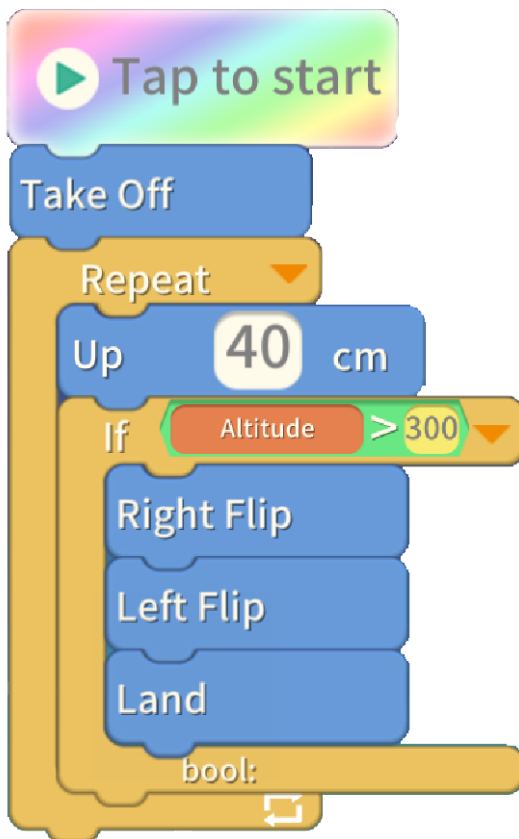 Tap to start
Take Off
Repeat
Up 40 cm
If Altitude > 300
Right Flip
Left Flip
Land
bool: